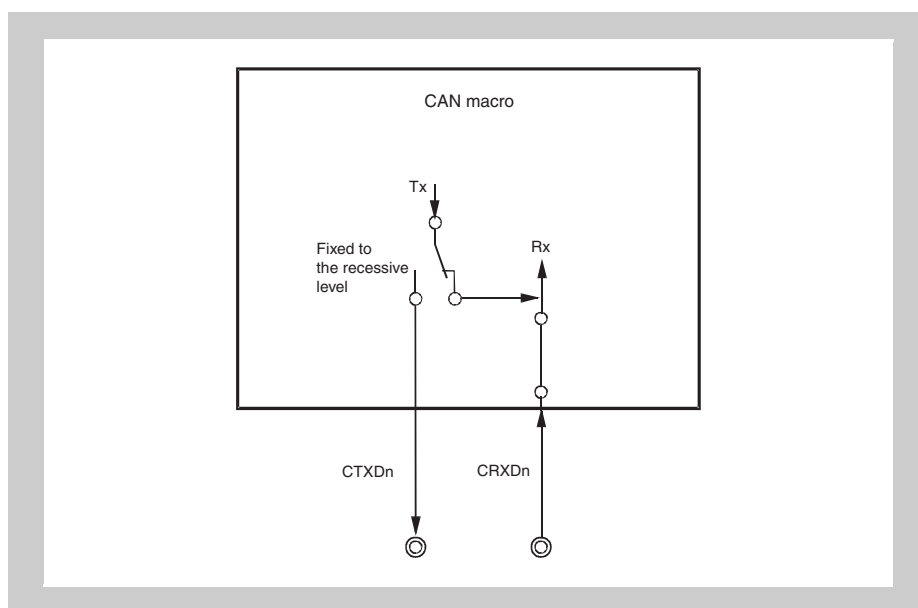 CAN macro
Tx
Fixed to
the recessive
level
Rx
CTXDn
CRXDn